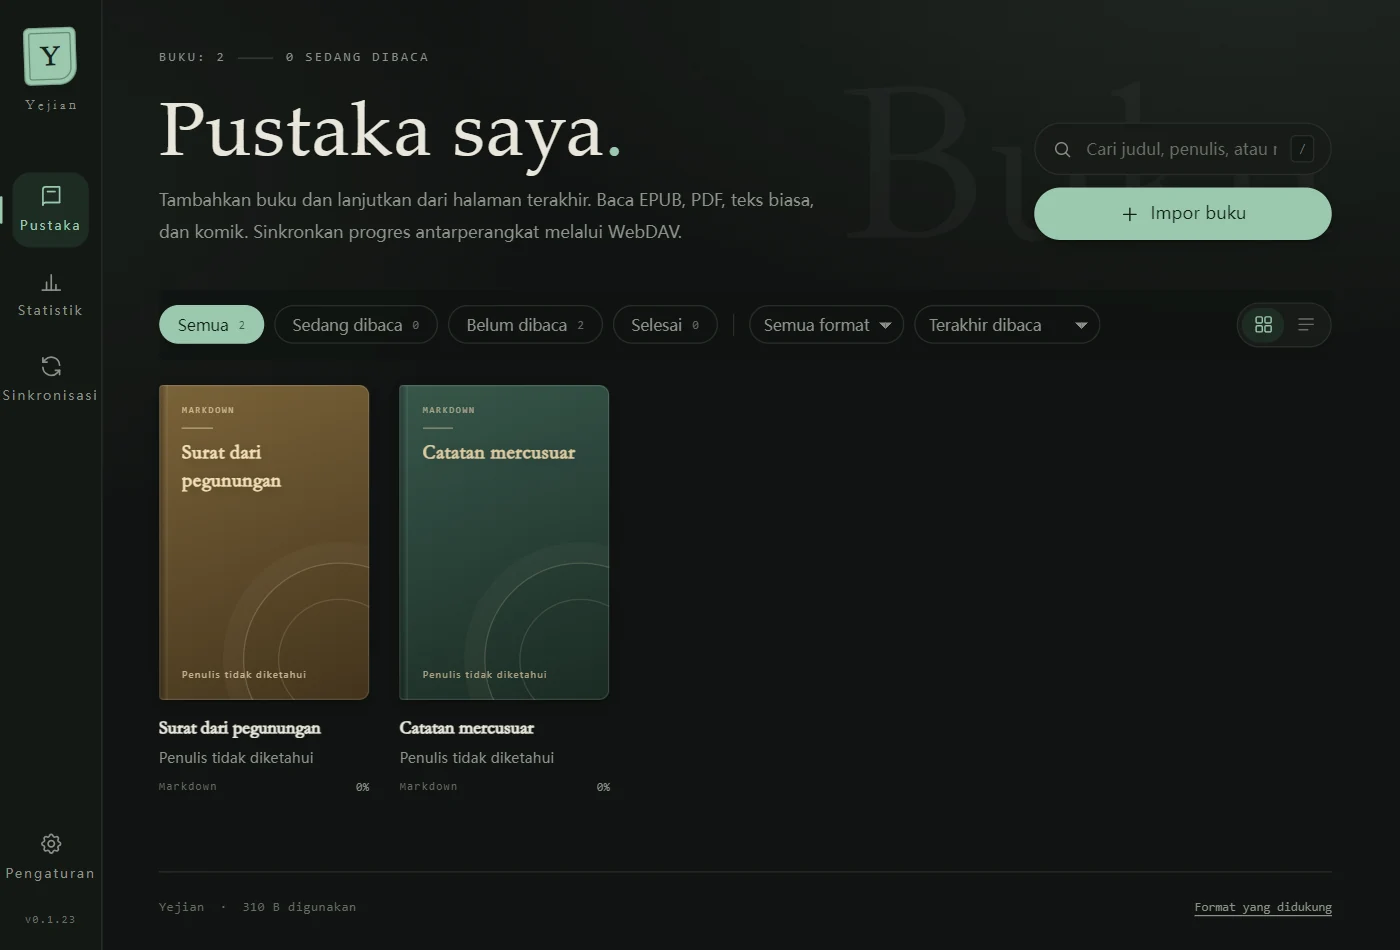 Y
Yejian
Pustaka
Statistik
Sinkronisasi
Pengaturan
v0.1.23
BUKU: 2 0 SEDANG DIBACA
Pustaka saya.
Tambahkan buku dan lanjutkan dari halaman terakhir. Baca EPUB, PDF, teks biasa,
dan komik. Sinkronkan progres antarperangkat melalui WebDAV.
Buku
Cari judul, penulis, atau /
+ Impor buku
Semua 2 Sedang dibaca 0 Belum dibaca 2 Selesai 0 Semua format Terakhir dibaca
MARKDOWN
Surat dari
pegunungan
Penulis tidak diketahui
Surat dari pegunungan
Penulis tidak diketahui
Markdown 0%
MARKDOWN
Catatan mercusuar
Penulis tidak diketahui
Catatan mercusuar
Penulis tidak diketahui
Markdown 0%
Yejian · 310 B digunakan
Format yang didukung